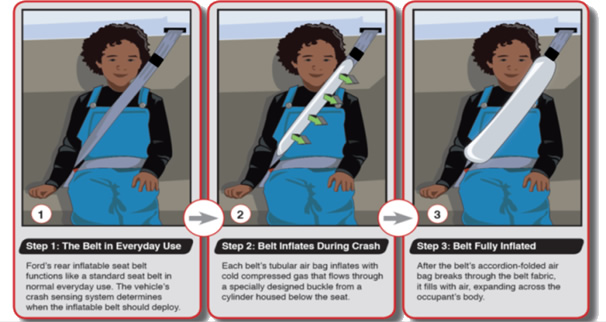 1
2
3
Step 1: The Belt in Everyday Use
Ford's rear inflatable seat belt
functions like a standard seat belt in
normal everyday use. The vehicle's
crash sensing system determines
when the inflatable belt should deploy.
Step 2: Belt Inflates During Crash
Each belt's tubular air bag inflates with
cold compressed gas that flows through
a specially designed buckle from a
cylinder housed below the seat.
Step 3: Belt Fully Inflated
After the belt's accordion-folded air
bag breaks through the belt fabric,
it fills with air, expanding across the
occupant's body.